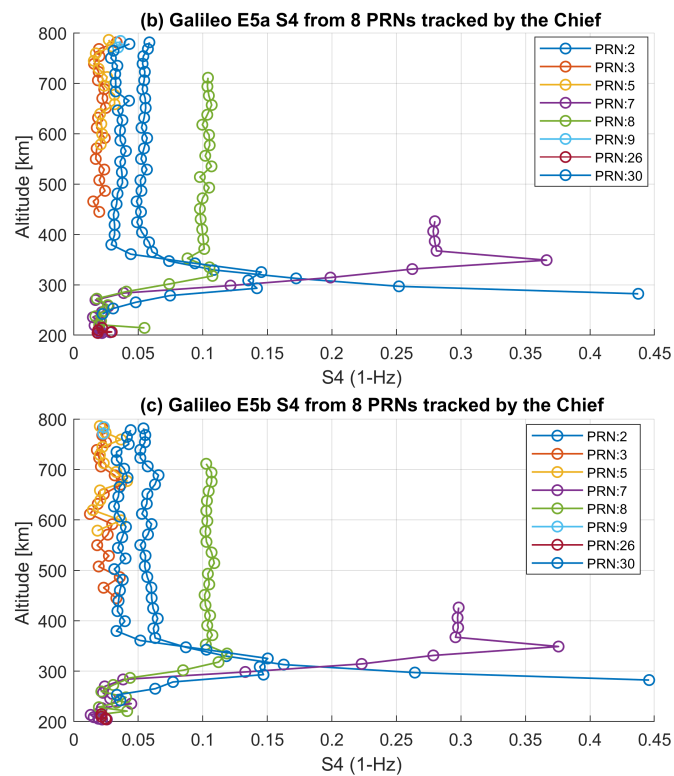 (b) Galileo E5a S4 from 8 PRNs tracked by the Chief
800
700
600
500
400
300
200
Altitude [km]
0
0.05
0.1
0.15
0.2
0.25
0.3
0.35
0.4
0.45
S4 (1-Hz)
PRN:2
PRN:3
PRN:5
PRN:7
PRN:8
PRN:9
PRN:26
PRN:30
(c) Galileo E5b S4 from 8 PRNs tracked by the Chief
800
700
600
500
400
300
200
Altitude [km]
0
0.05
0.1
0.15
0.2
0.25
0.3
0.35
0.4
0.45
S4 (1-Hz)
PRN:2
PRN:3
PRN:5
PRN:7
PRN:8
PRN:9
PRN:26
PRN:30